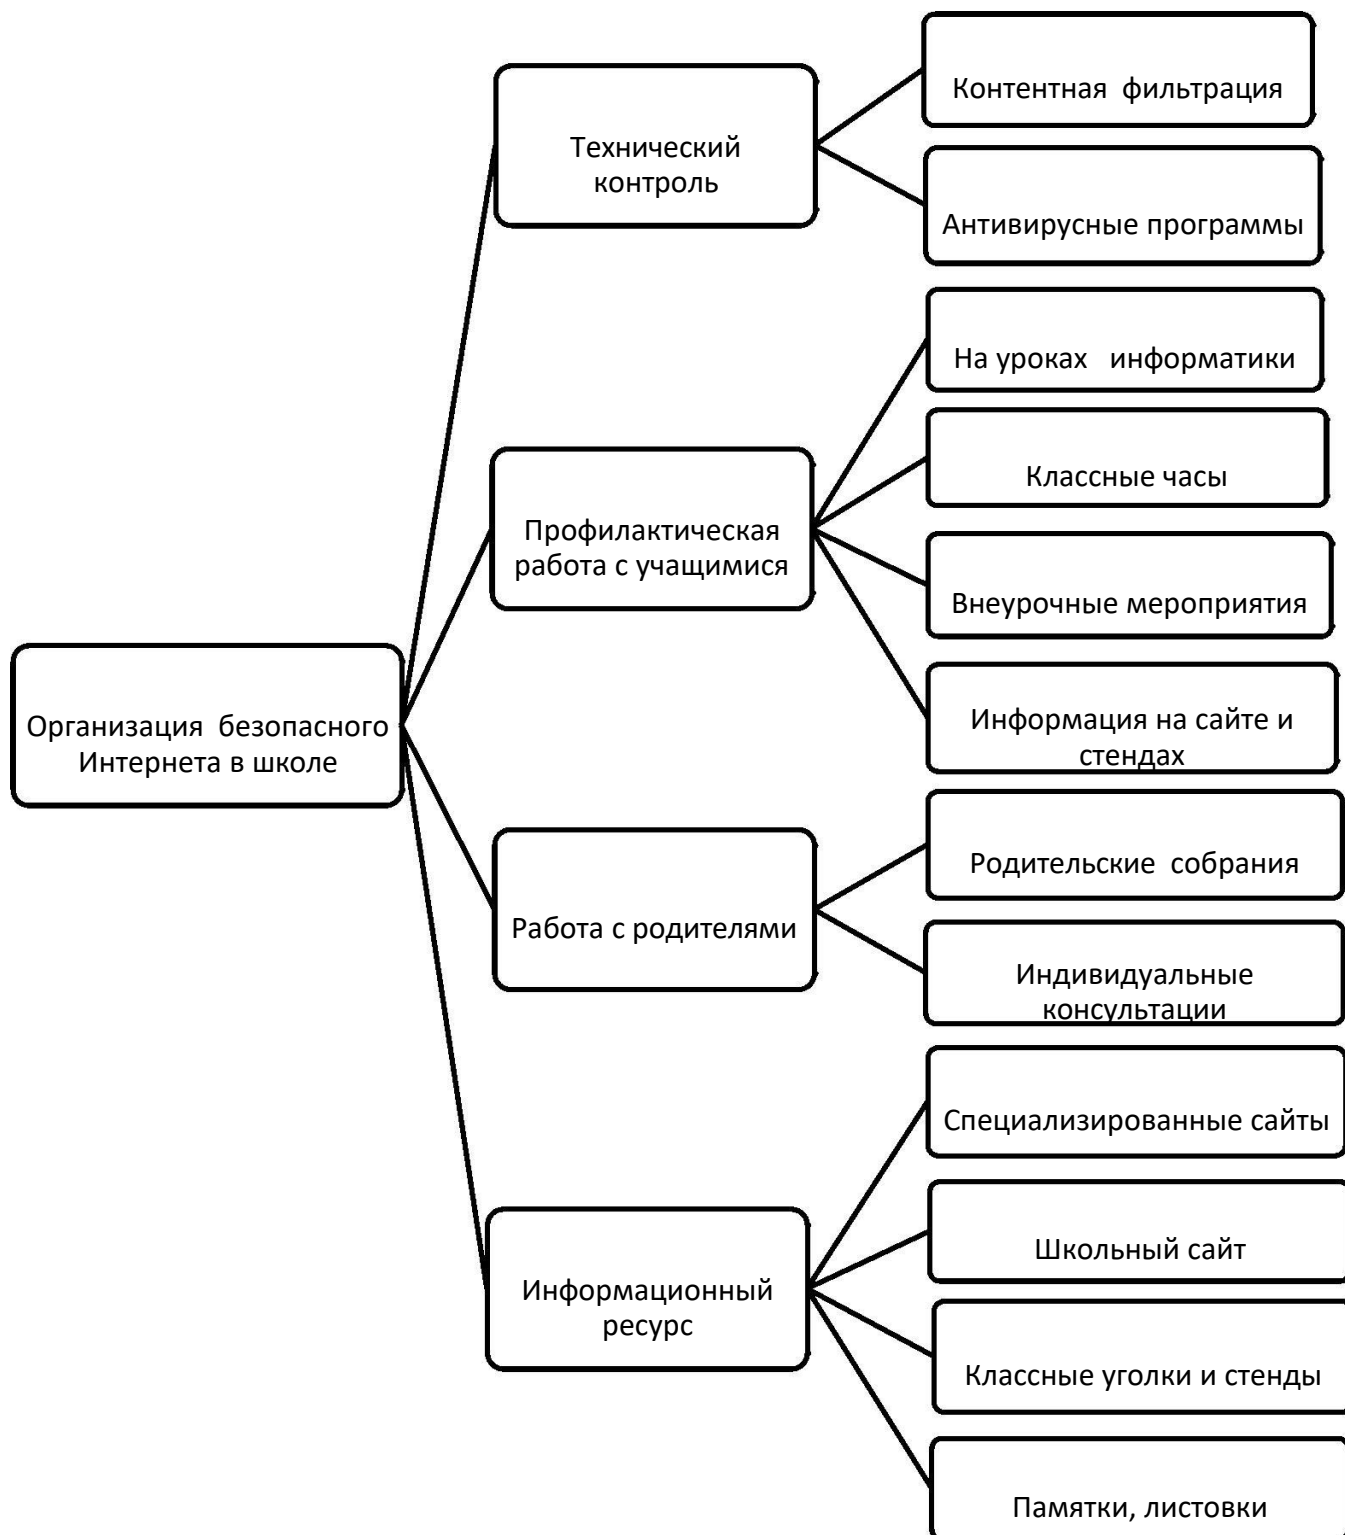 Организация безопасного
Интернета в школе
Технический
контроль
Контентная фильтрация
Антивирусные программы
Профилактическая
работа с учащимися
На уроках информатики
Классные часы
Внеурочные мероприятия
Информация на сайте и
стендах
Работа с родителями
Родительские собрания
Индивидуальные
консультации
Информационный
ресурс
Специализированные сайты
Школьный сайт
Классные уголки и стенды
Памятки, листовки